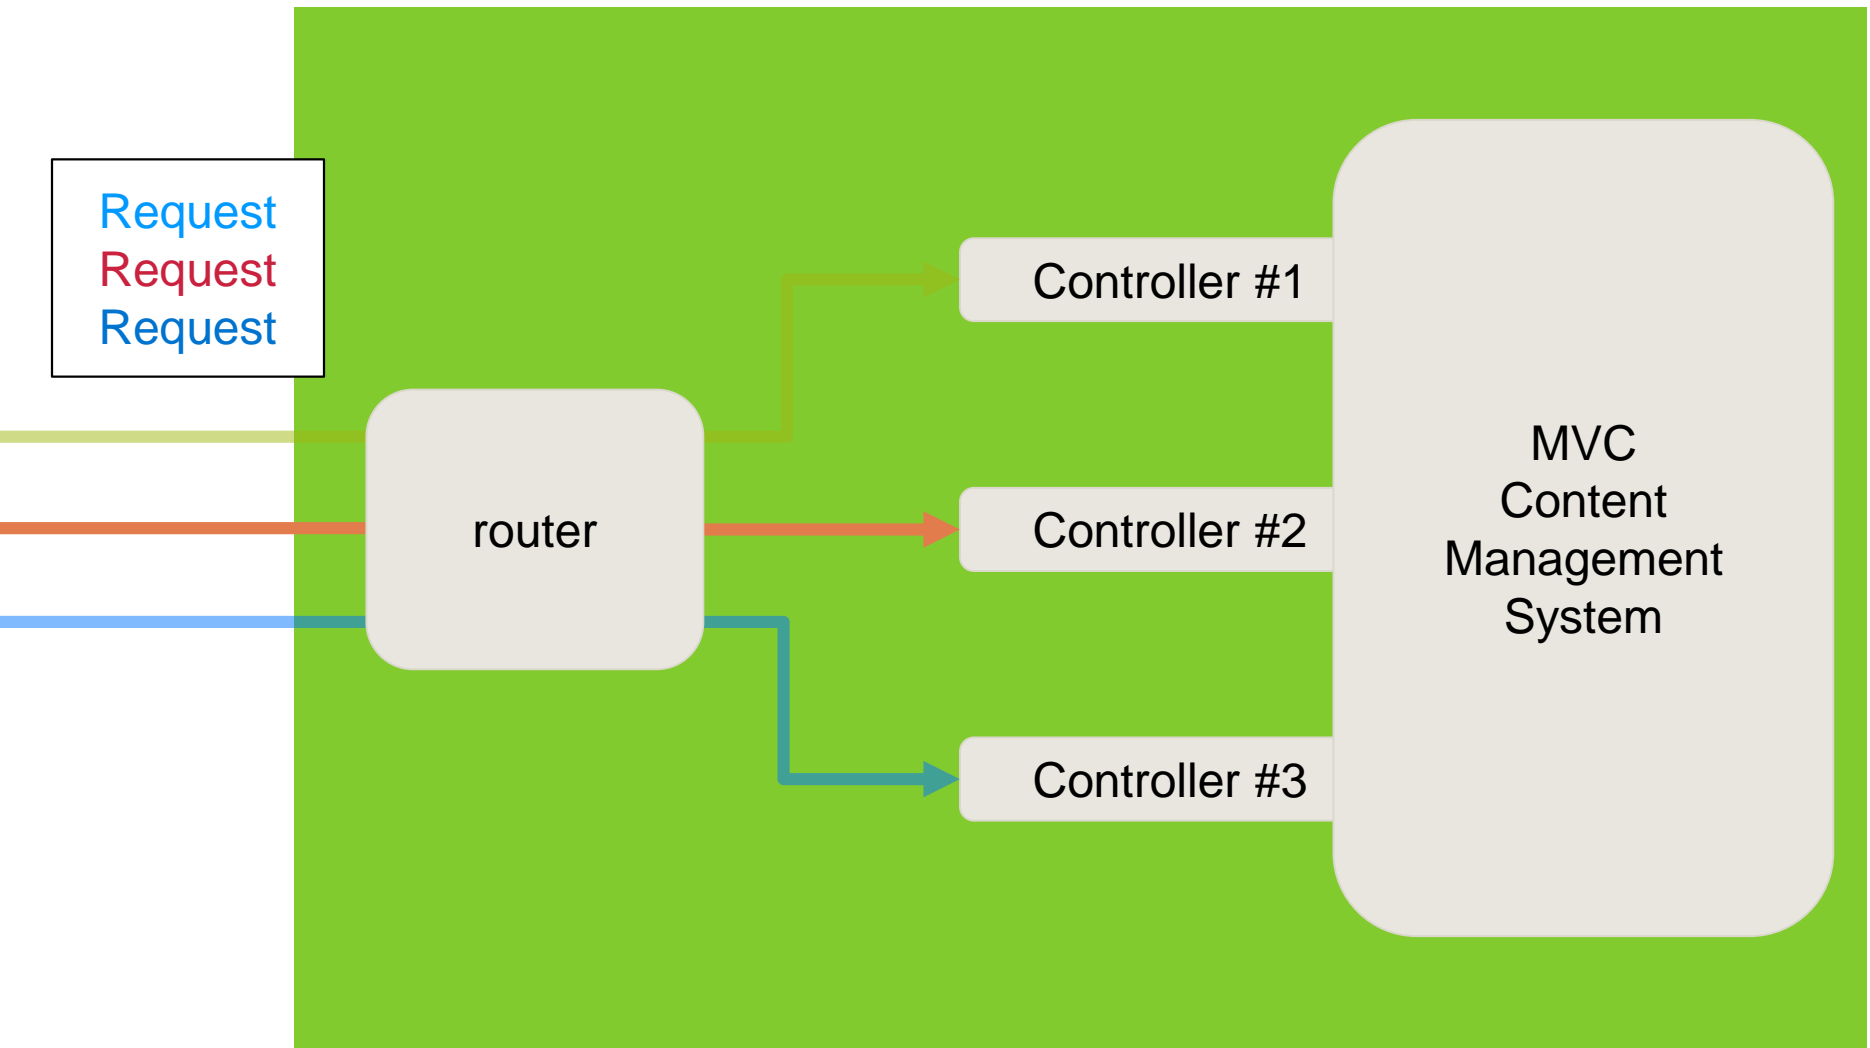 Request
Request
Request
router
Controller #1
Controller #2
Controller #3
MVC
Content
Management
System